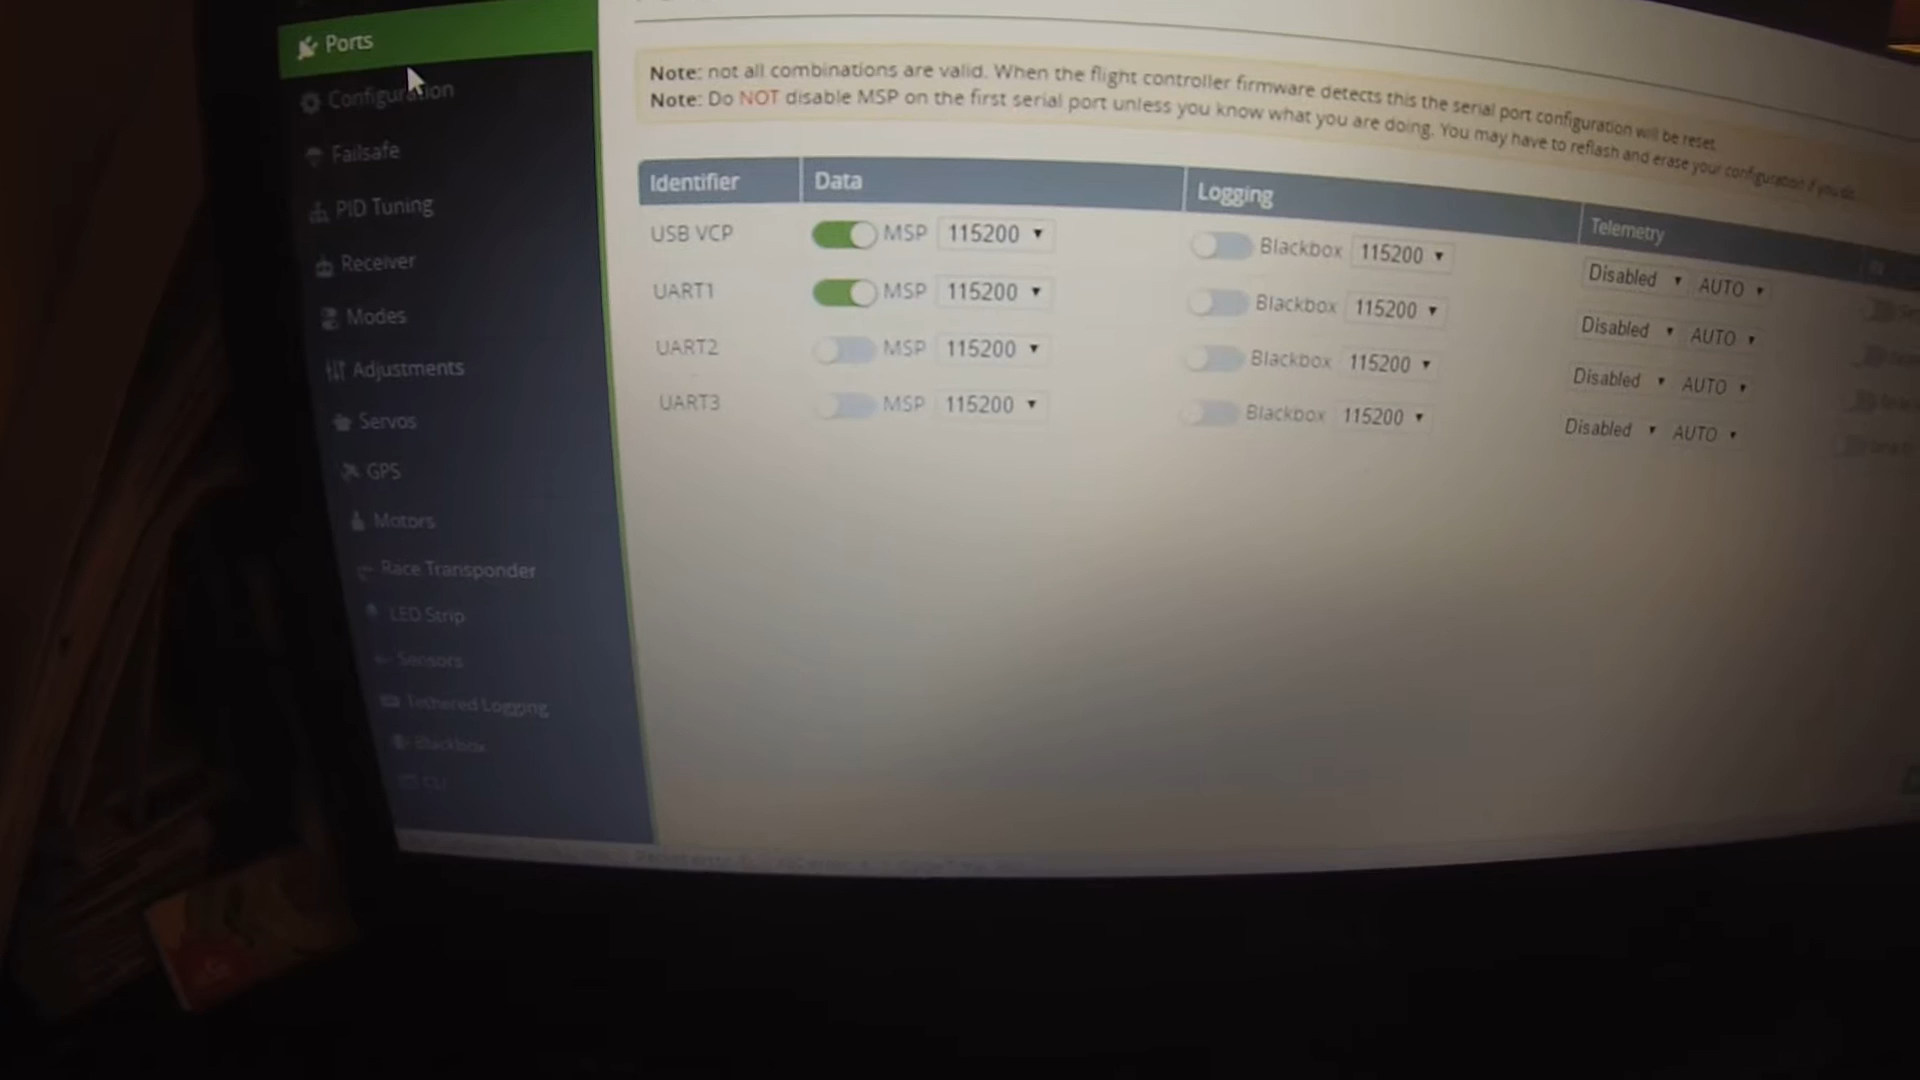 Ports
Configuration
Failsafe
PID Tuning
Receiver
Modes
Adjustments
Servos
GPS
Motors
Race Transponder
LED Strip
Sensors
Tethered Logging
Blackbox
CLI
Note: not all combinations are valid. When the flight controller firmware detects this the serial port configuration will be reset.
Note: Do NOT disable MSP on the first serial port unless you know what you are doing. You may have to reflash and erase your configuration if you do.
Identifier Data Logging Telemetry
USB VCP MSP 115200 Blackbox 115200 Disabled AUTO
UART1 MSP 115200 Blackbox 115200 Disabled AUTO
UART2 MSP 115200 Blackbox 115200 Disabled AUTO
UART3 MSP 115200 Blackbox 115200 Disabled AUTO